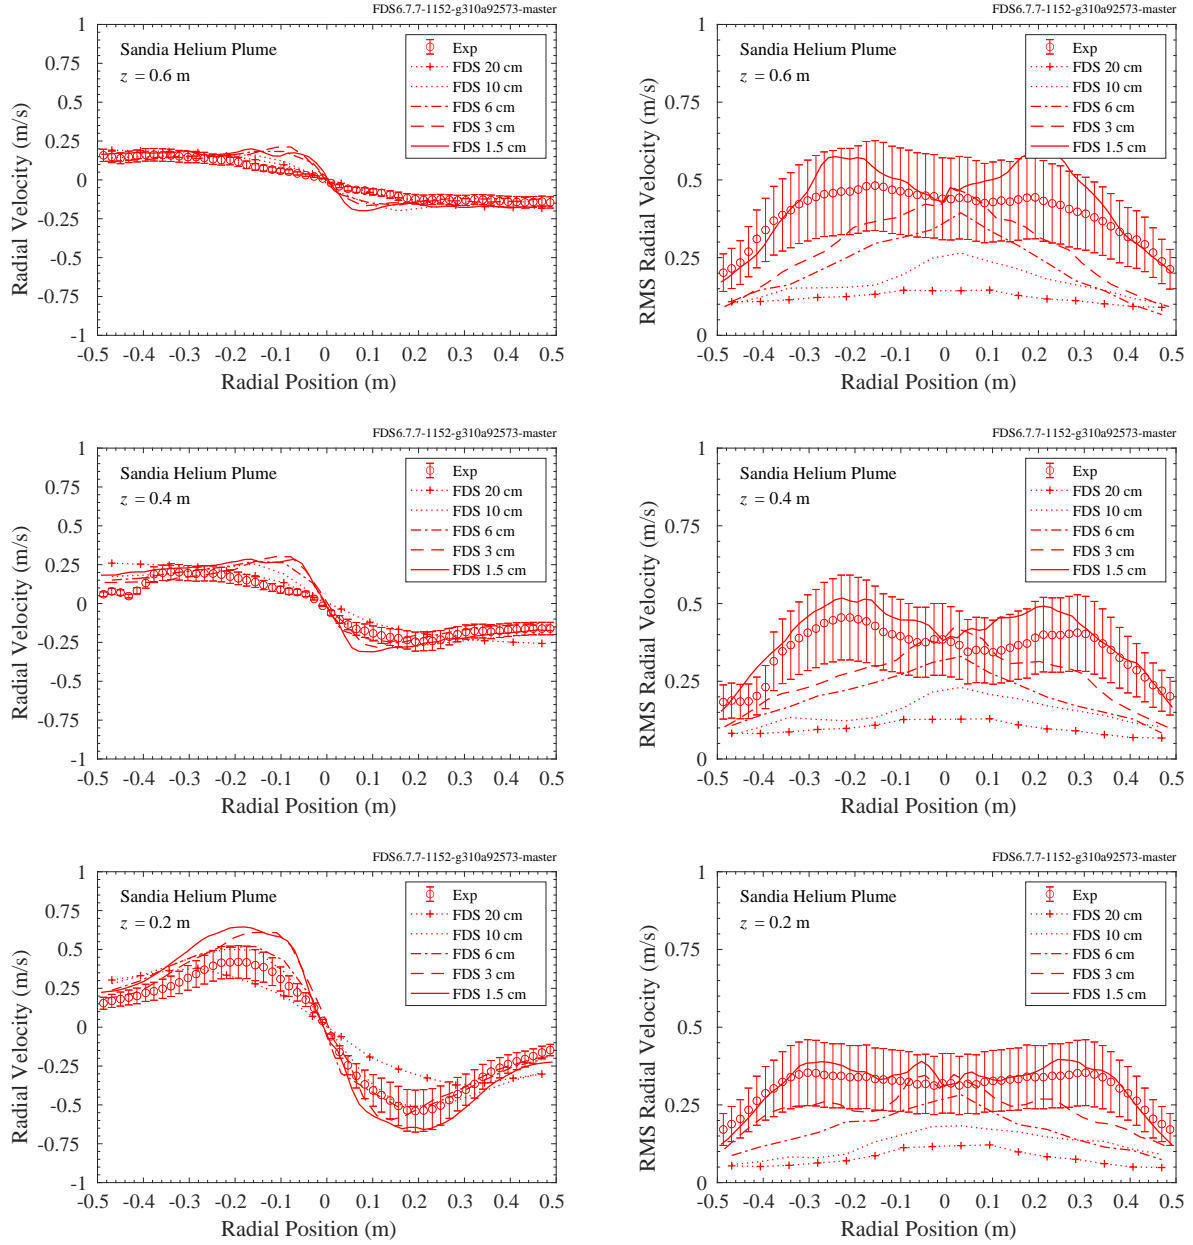 FDS6.7.7-1152-g310a92573-master
Sandia Helium Plume
z = 0.6 m
Exp
FDS 20 cm
FDS 10 cm
FDS 6 cm
FDS 3 cm
FDS 1.5 cm
1
0.75
0.5
0.25
0
-0.25
-0.5
-0.75
-1
-0.5 -0.4 -0.3 -0.2 -0.1 0 0.1 0.2 0.3 0.4 0.5
Radial Velocity (m/s)
Radial Position (m)
FDS6.7.7-1152-g310a92573-master
Sandia Helium Plume
z = 0.6 m
Exp
FDS 20 cm
FDS 10 cm
FDS 6 cm
FDS 3 cm
FDS 1.5 cm
1
0.75
0.5
0.25
0
-0.5 -0.4 -0.3 -0.2 -0.1 0 0.1 0.2 0.3 0.4 0.5
RMS Radial Velocity (m/s)
Radial Position (m)
FDS6.7.7-1152-g310a92573-master
Sandia Helium Plume
z = 0.4 m
Exp
FDS 20 cm
FDS 10 cm
FDS 6 cm
FDS 3 cm
FDS 1.5 cm
1
0.75
0.5
0.25
0
-0.25
-0.5
-0.75
-1
-0.5 -0.4 -0.3 -0.2 -0.1 0 0.1 0.2 0.3 0.4 0.5
Radial Velocity (m/s)
Radial Position (m)
FDS6.7.7-1152-g310a92573-master
Sandia Helium Plume
z = 0.4 m
Exp
FDS 20 cm
FDS 10 cm
FDS 6 cm
FDS 3 cm
FDS 1.5 cm
1
0.75
0.5
0.25
0
-0.5 -0.4 -0.3 -0.2 -0.1 0 0.1 0.2 0.3 0.4 0.5
RMS Radial Velocity (m/s)
Radial Position (m)
FDS6.7.7-1152-g310a92573-master
Sandia Helium Plume
z = 0.2 m
Exp
FDS 20 cm
FDS 10 cm
FDS 6 cm
FDS 3 cm
FDS 1.5 cm
1
0.75
0.5
0.25
0
-0.25
-0.5
-0.75
-1
-0.5 -0.4 -0.3 -0.2 -0.1 0 0.1 0.2 0.3 0.4 0.5
Radial Velocity (m/s)
Radial Position (m)
FDS6.7.7-1152-g310a92573-master
Sandia Helium Plume
z = 0.2 m
Exp
FDS 20 cm
FDS 10 cm
FDS 6 cm
FDS 3 cm
FDS 1.5 cm
1
0.75
0.5
0.25
0
-0.5 -0.4 -0.3 -0.2 -0.1 0 0.1 0.2 0.3 0.4 0.5
RMS Radial Velocity (m/s)
Radial Position (m)